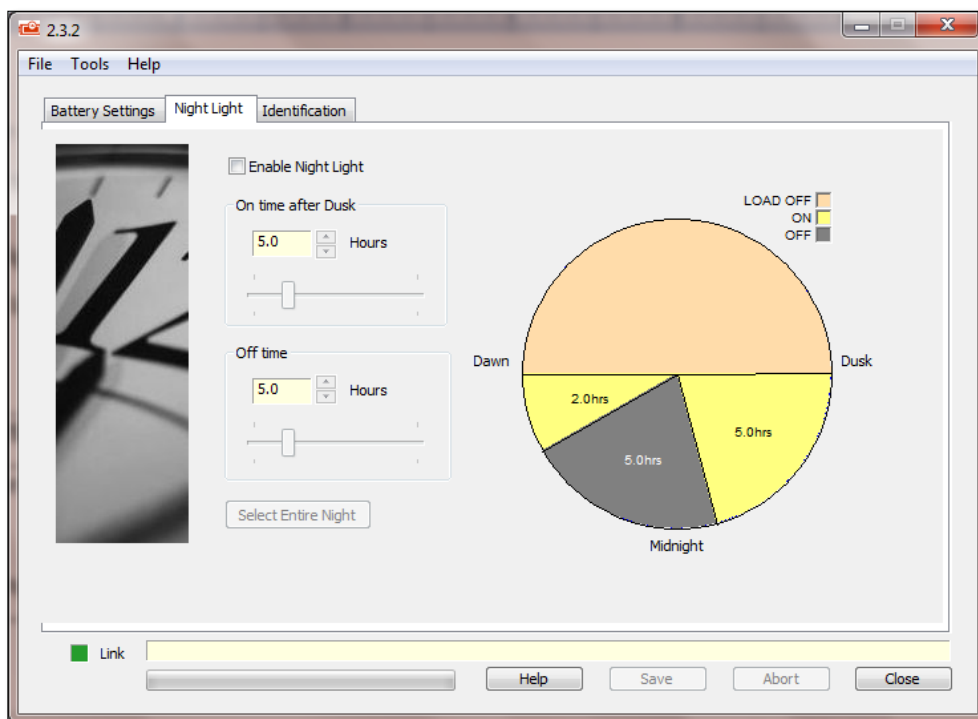 2.3.2
File Tools Help
Battery Settings Night Light Identification
Enable Night Light
On time after Dusk
5.0 Hours
Off time
5.0 Hours
Select Entire Night
LOAD OFF
ON
OFF
Dawn
Dusk
2.0hrs
5.0hrs
5.0hrs
Midnight
Link
Help Save Abort Close